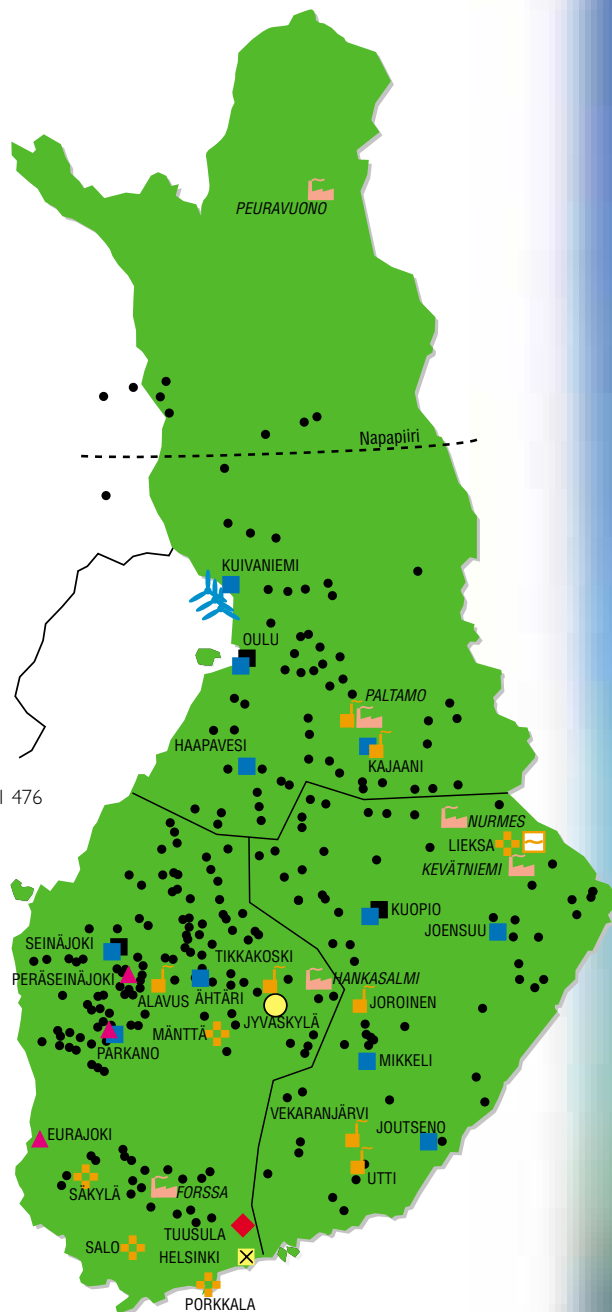 PEURAVUONO
Napapiiri
KUIVANIEMI
OULU
PALTAMO
HAAPAVESI
KAJAANI
476
NURMES
LIEKSA
KEVÄTNIEMI
KUOPIO
JOENSUU
SEINÄJOKI
TIKKAKOSKI
PERÄSEINÄJOKI
HANKASALMI
ALAVUS
ÄHTÄRI
JOROINEN
JYVASKYLÄ
MÄNTTÄ
PARKANO
MIKKELI
VEKARANJÄRVI
JOUTSENO
EURAJOKI
UTTI
SÄKYLÄ
FORSSA
TUUSULA
SALO
HELSINKI
PORKKALA